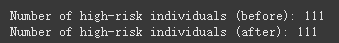 Number of high-risk individuals (before): 111
Number of high-risk individuals (after): 111